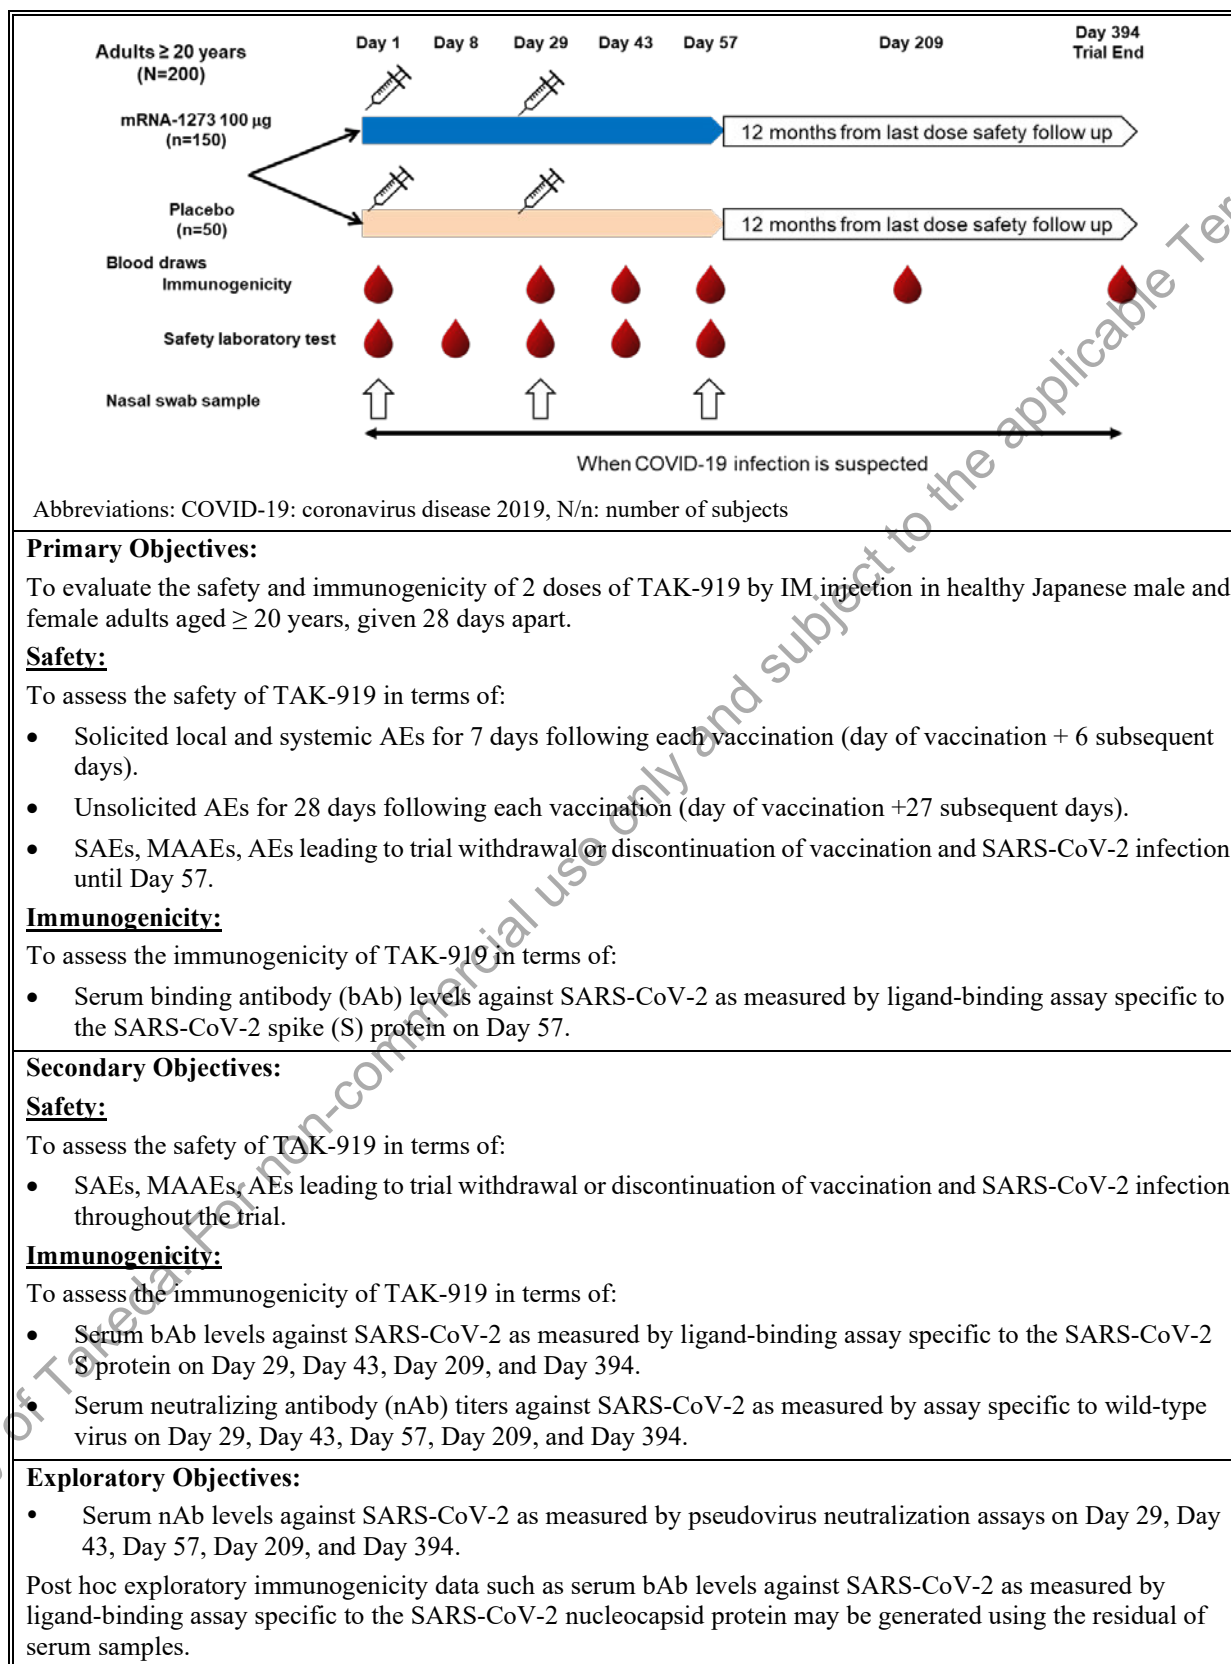 Adults ≥ 20 years
(N=200)
Day 1 Day 8 Day 29 Day 43 Day 57 Day 209 Day 394
Trial End
mRNA-1273 100 µg
(n=150)
12 months from last dose safety follow up
Placebo
(n=50)
12 months from last dose safety follow up
Blood draws
Immunogenicity
Safety laboratory test
Nasal swab sample
When COVID-19 infection is suspected
Abbreviations: COVID-19: coronavirus disease 2019, N/n: number of subjects
Primary Objectives:
To evaluate the safety and immunogenicity of 2 doses of TAK-919 by IM injection in healthy Japanese male and
female adults aged ≥ 20 years, given 28 days apart.
Safety:
To assess the safety of TAK-919 in terms of:
• Solicited local and systemic AEs for 7 days following each vaccination (day of vaccination + 6 subsequent
days).
• Unsolicited AEs for 28 days following each vaccination (day of vaccination +27 subsequent days).
• SAEs, MAAEs, AEs leading to trial withdrawal or discontinuation of vaccination and SARS-CoV-2 infection
until Day 57.
Immunogenicity:
To assess the immunogenicity of TAK-919 in terms of:
• Serum binding antibody (bAb) levels against SARS-CoV-2 as measured by ligand-binding assay specific to
the SARS-CoV-2 spike (S) protein on Day 57.
Secondary Objectives:
Safety:
To assess the safety of TAK-919 in terms of:
• SAEs, MAAEs, AEs leading to trial withdrawal or discontinuation of vaccination and SARS-CoV-2 infection
throughout the trial.
Immunogenicity:
To assess the immunogenicity of TAK-919 in terms of:
• Serum bAb levels against SARS-CoV-2 as measured by ligand-binding assay specific to the SARS-CoV-2
S protein on Day 29, Day 43, Day 209, and Day 394.
• Serum neutralizing antibody (nAb) titers against SARS-CoV-2 as measured by assay specific to wild-type
virus on Day 29, Day 43, Day 57, Day 209, and Day 394.
Exploratory Objectives:
• Serum nAb levels against SARS-CoV-2 as measured by pseudovirus neutralization assays on Day 29, Day
43, Day 57, Day 209, and Day 394.
Post hoc exploratory immunogenicity data such as serum bAb levels against SARS-CoV-2 as measured by
ligand-binding assay specific to the SARS-CoV-2 nucleocapsid protein may be generated using the residual of
serum samples.
of Takeda. For non-commercial use only and subject to the applicable